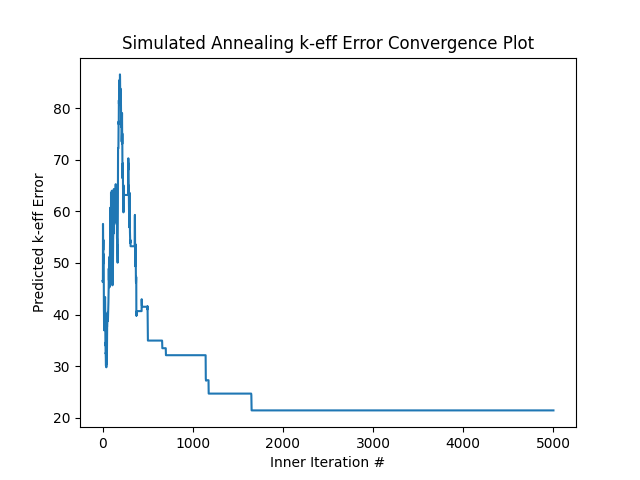 Simulated Annealing k-eff Error Convergence Plot
80
70
60
50
40
30
20
Predicted k-eff Error
0 1000 2000 3000 4000 5000
Inner Iteration #